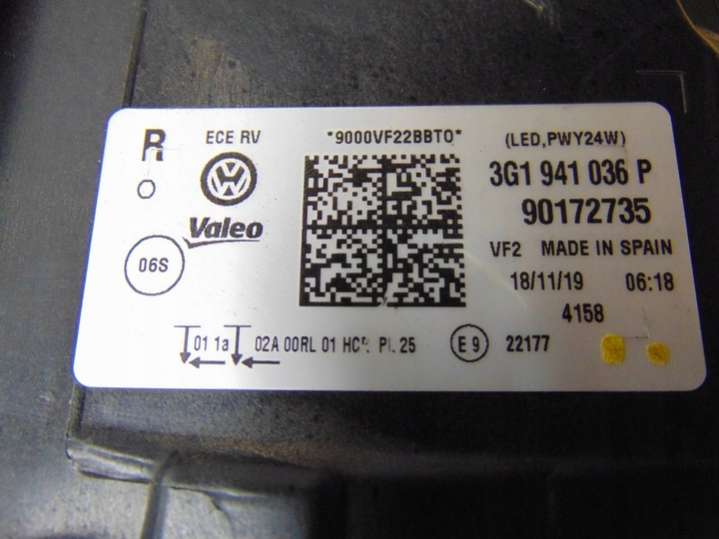 R ECE RV *9000VF22BBT0* (LED,PWY24W)
3G1 941 036 P
Valeo 90172735
VF2 MADE IN SPAIN
06S 18/11/19 06:18
4158
01 1a 02A 00RL 01 PL 25 E9 22177